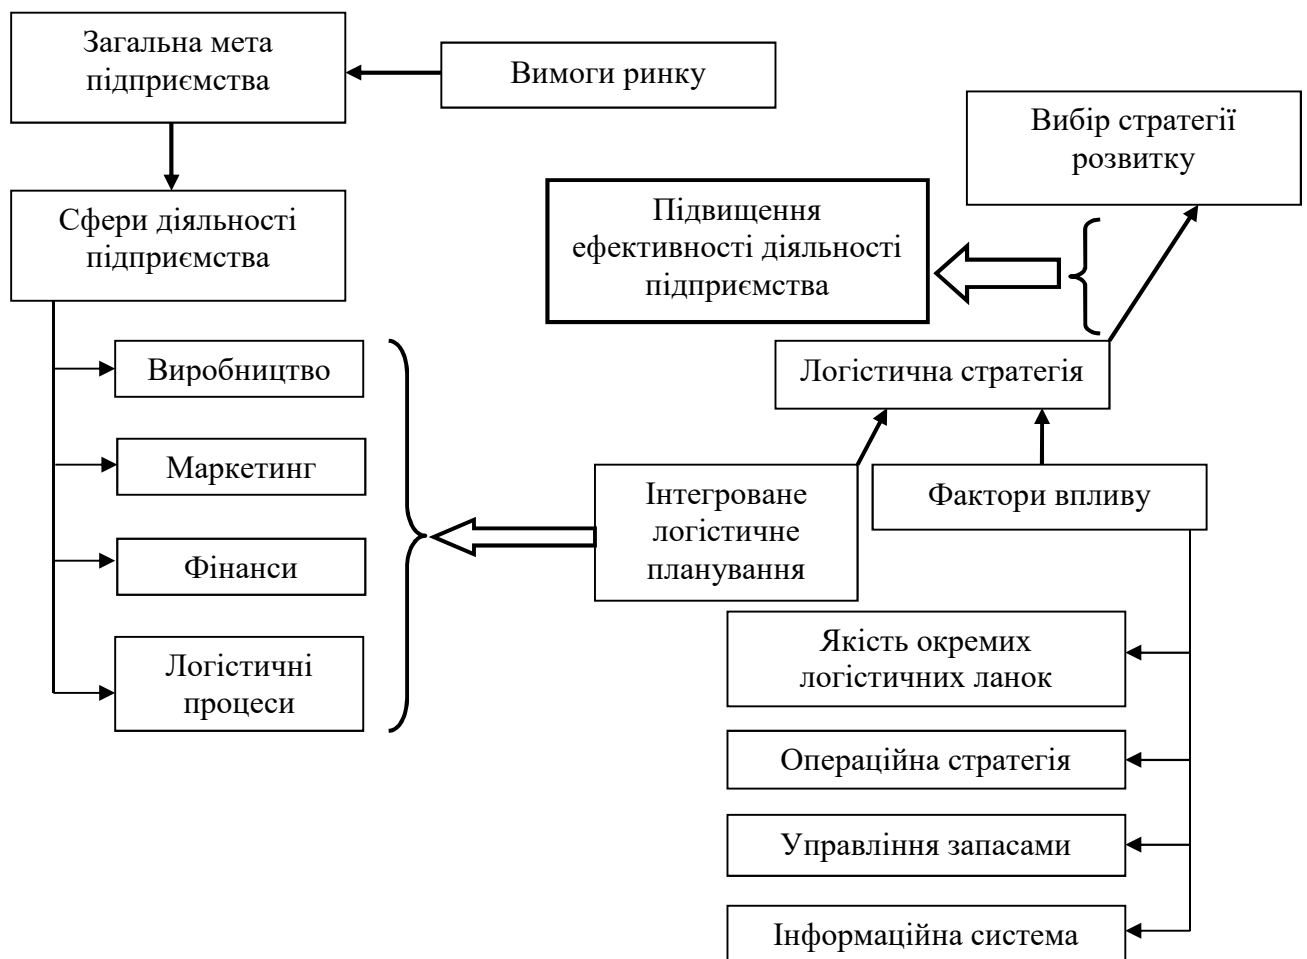 Загальна мета
підприємства
Вимоги ринку
Вибір стратегії
розвитку
Сфери діяльності
підприємства
Підвищення
ефективності діяльності
підприємства
Виробництво
Логістична стратегія
Маркетинг
Інтегроване
логістичне
планування
Фактори впливу
Фінанси
Логістичні
процеси
Якість окремих
логістичних ланок
Операційна стратегія
Управління запасами
Інформаційна система